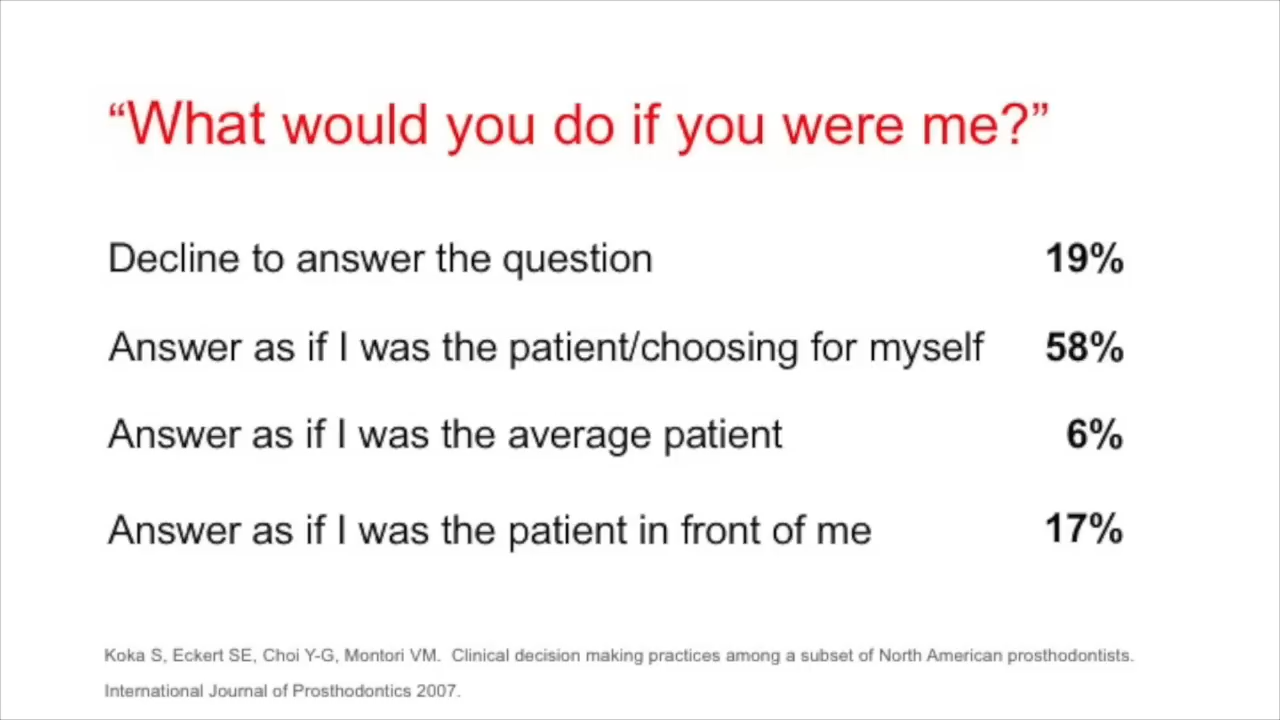 “What would you do if you were me?”
Decline to answer the question 19%
Answer as if I was the patient/choosing for myself 58%
Answer as if I was the average patient 6%
Answer as if I was the patient in front of me 17%
Koka S, Eckert SE, Choi Y-G, Montori VM. Clinical decision making practices among a subset of North American prosthodontists.
International Journal of Prosthodontics 2007.